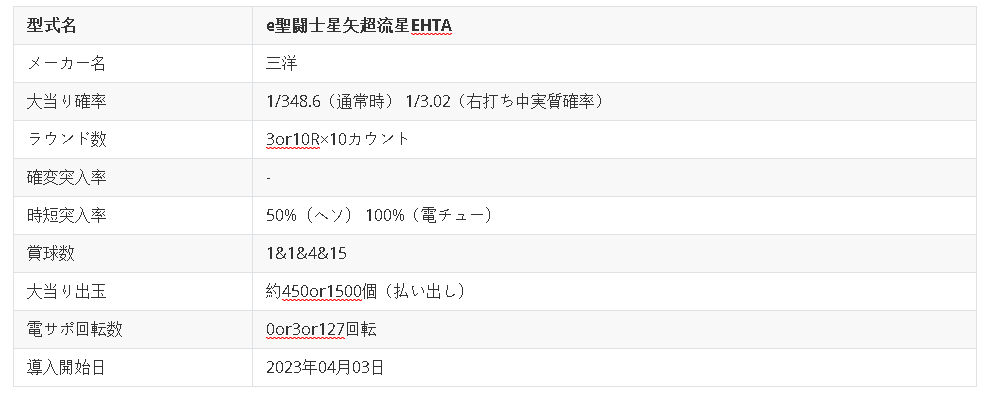 型式名 e聖闘士星矢超流星EHTA
メーカー名 三洋
大当り確率 1/348.6（通常時） 1/3.02（右打ち中実質確率）
ラウンド数 3or10R×10カウント
確変突入率 -
時短突入率 50%（ヘソ） 100%（電チュー）
賞球数 1&1&4&15
大当り出玉 約450or1500個（払い出し）
電サポ回転数 0or3or127回転
導入開始日 2023年04月03日